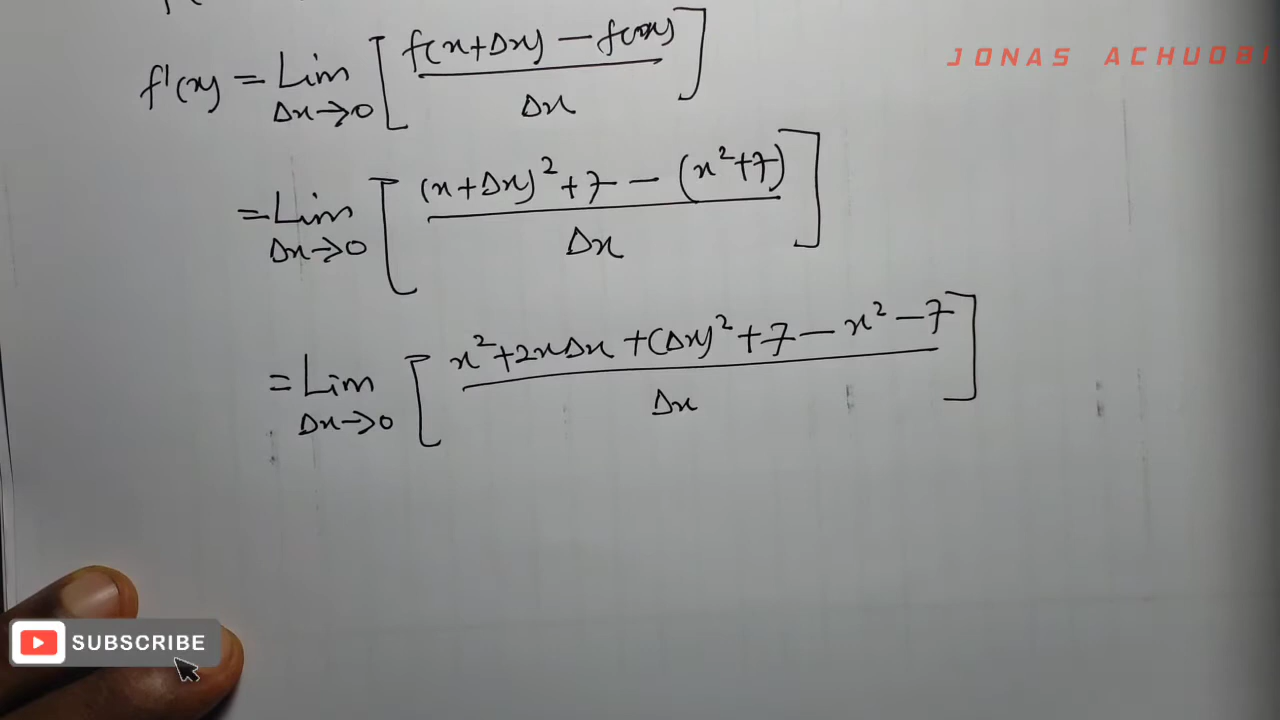 JONAS ACHUOBI
f'(x) = Lim Δx→0 [ f(x+Δx) − f(x) / Δx ]
= Lim Δx→0 [ (x+Δx)² + 7 − (x²+7) / Δx ]
= Lim Δx→0 [ x² + 2xΔx + (Δx)² + 7 − x² − 7 / Δx ]
SUBSCRIBE